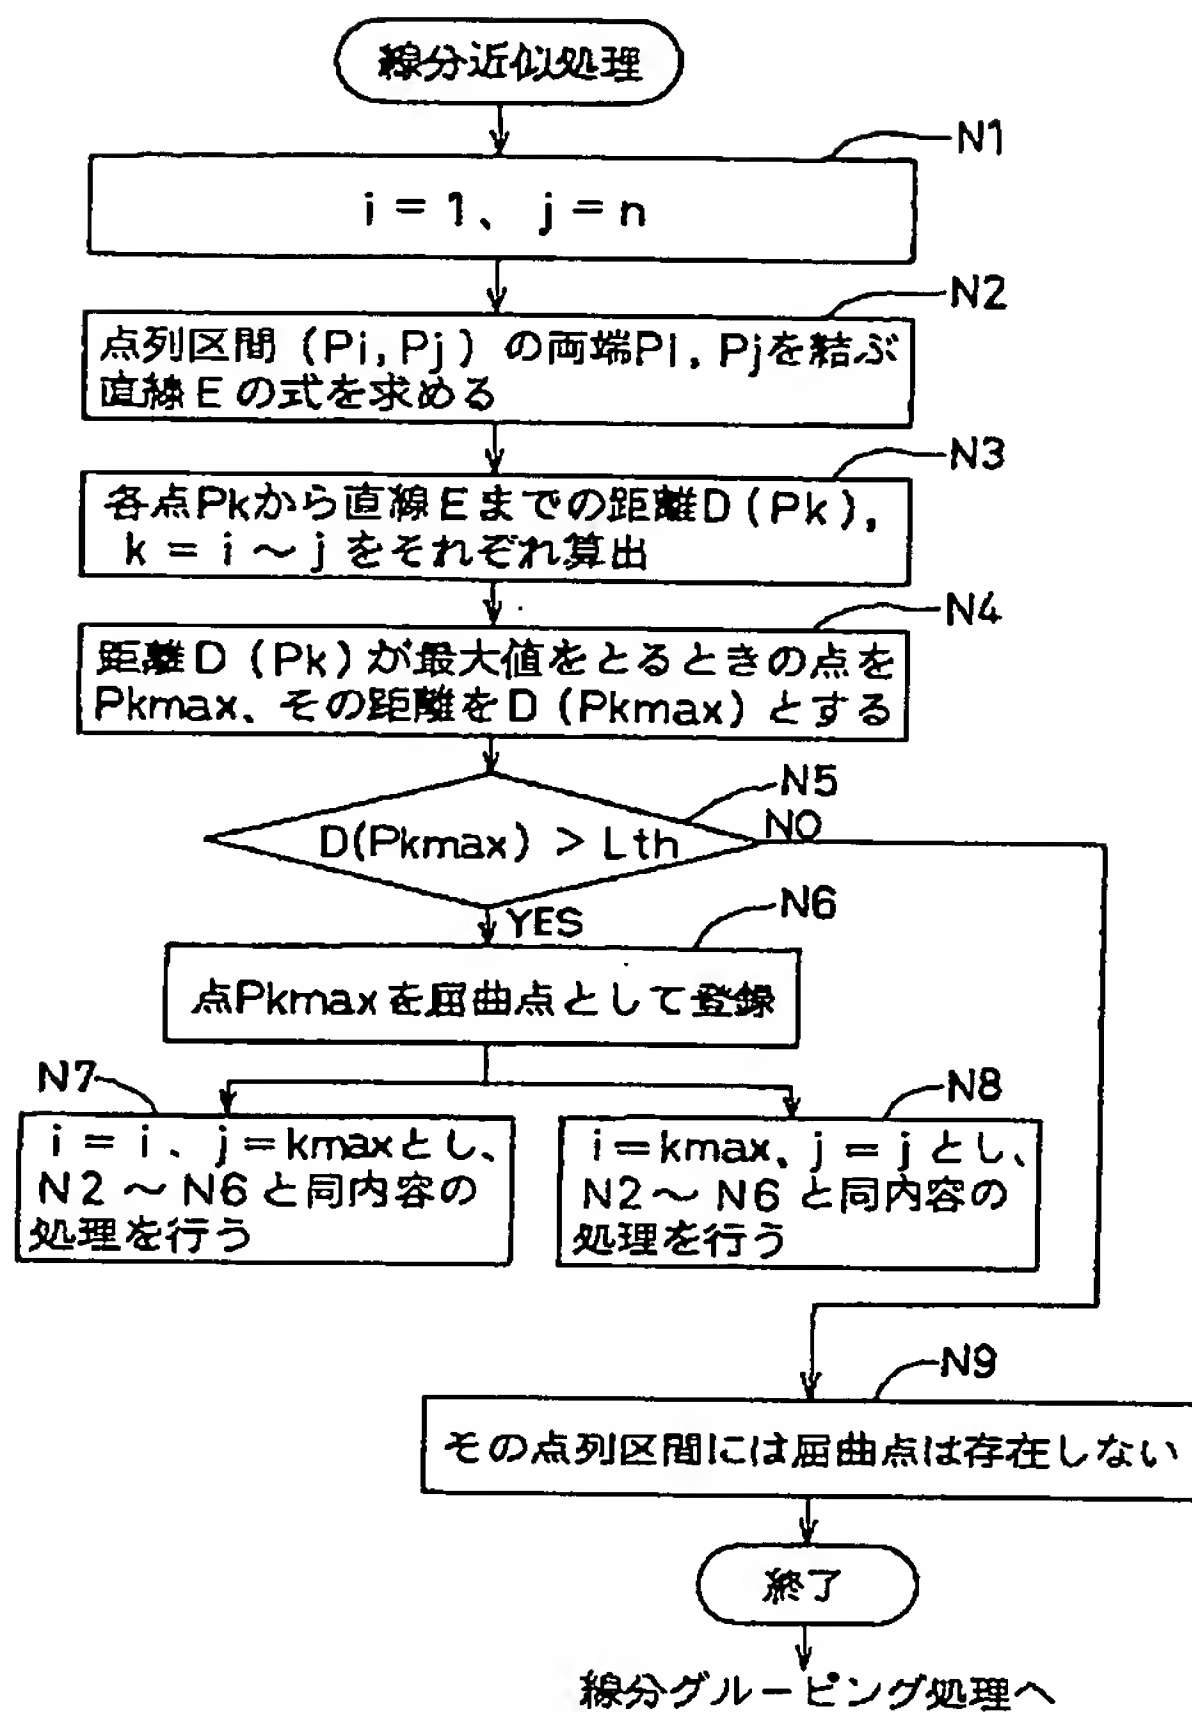 線分近似処理
N1
i = 1、 j = n
N2
点列区間 (Pi, Pj) の両端Pi, Pjを結ぶ
直線Eの式を求める
N3
各点Pkから直線Eまでの距離D (Pk),
k = i ～ j をそれぞれ算出
N4
距離D (Pk) が最大値をとるときの点を
Pkmax、その距離をD (Pkmax) とする
N5
D(Pkmax) > Lth
NO
YES
N6
点Pkmaxを屈曲点として登録
N7
i = i、j = kmaxとし、
N2 ～ N6 と同内容の
処理を行う
N8
i = kmax、j = j とし、
N2 ～ N6 と同内容の
処理を行う
N9
その点列区間には屈曲点は存在しない
終了
線分グルーピング処理へ